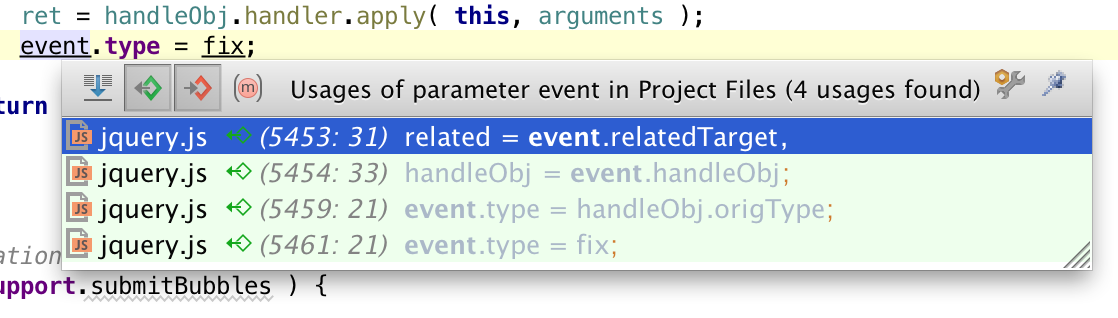 ret = handleObj.handler.apply( this, arguments );
event.type = fix;
turn
m Usages of parameter event in Project Files (4 usages found)
JS jquery.js (5453: 31) related = event.relatedTarget,
JS jquery.js (5454: 33) handleObj = event.handleObj;
JS jquery.js (5459: 21) event.type = handleObj.origType;
JS jquery.js (5461: 21) event.type = fix;
ation
upport.submitBubbles ) {